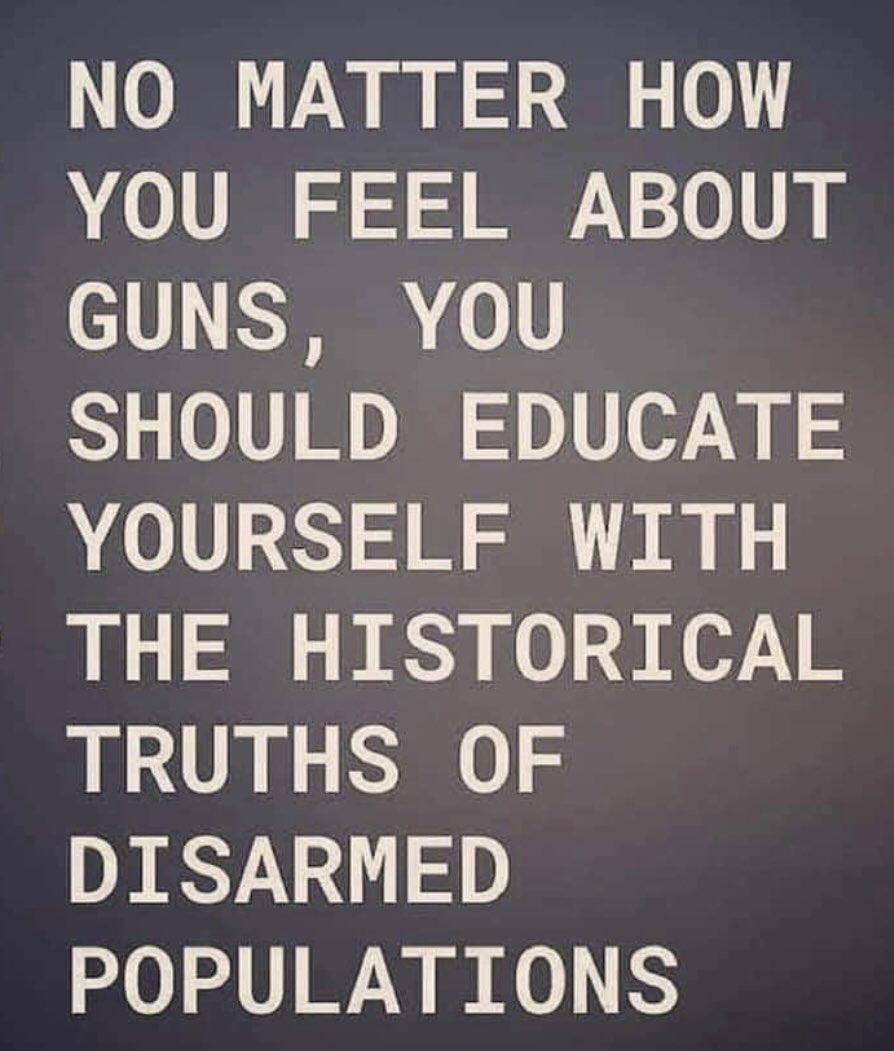 NO MATTER HOW
YOU FEEL ABOUT
GUNS, YOU
SHOULD EDUCATE
YOURSELF WITH
THE HISTORICAL
TRUTHS OF
DISARMED
POPULATIONS